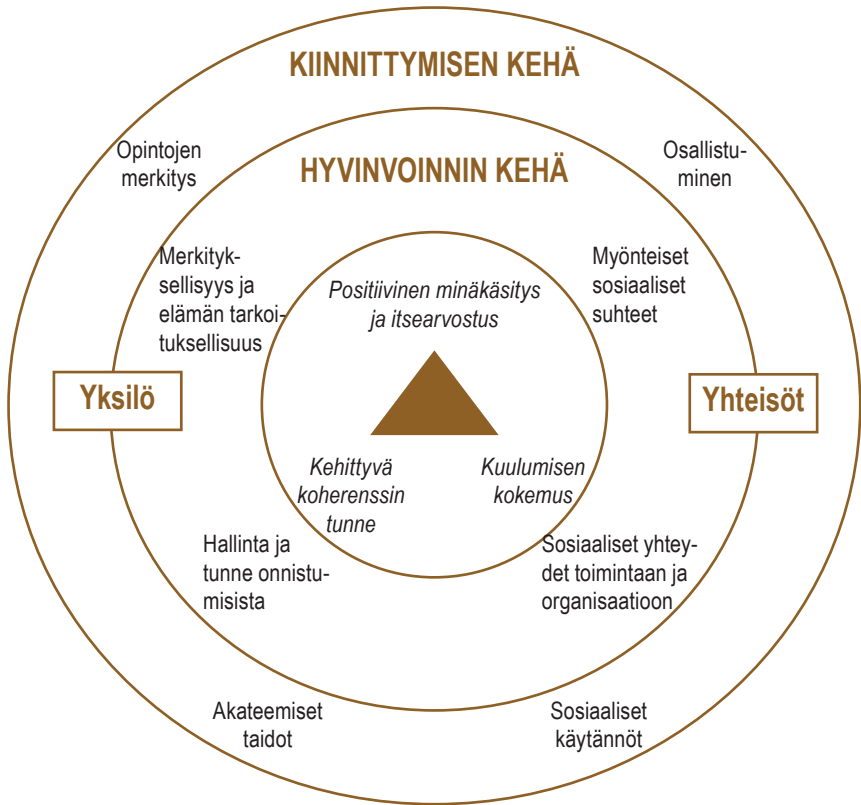 KIINNITTYMISEN KEHÄ
Opintojen
merkitys
Osallistu-
minen
HYVINVOINNIN KEHÄ
Merkityk-
sellisyys ja
elämän tarkoi-
tuksellisuus
Positiivinen minäkäsitys
ja itsearvostus
Myönteiset
sosiaaliset
suhteet
Yksilö
Yhteisöt
Kehittyvä
koherenssin
tunne
Kuulumisen
kokemus
Hallinta ja
tunne onnistu-
misista
Sosiaaliset yhtey-
det toimintaan ja
organisaatioon
Akateemiset
taidot
Sosiaaliset
käytännöt